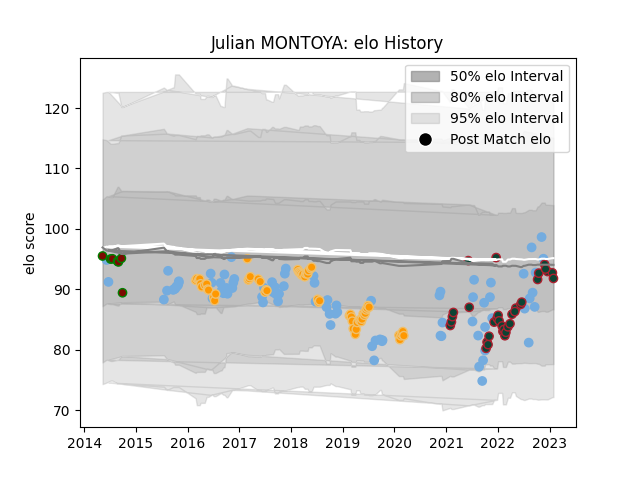 Julian MONTOYA: elo History
50% elo Interval
80% elo Interval
95% elo Interval
Post Match elo
elo score
120
110
100
90
80
70
2014 2015 2016 2017 2018 2019 2020 2021 2022 2023